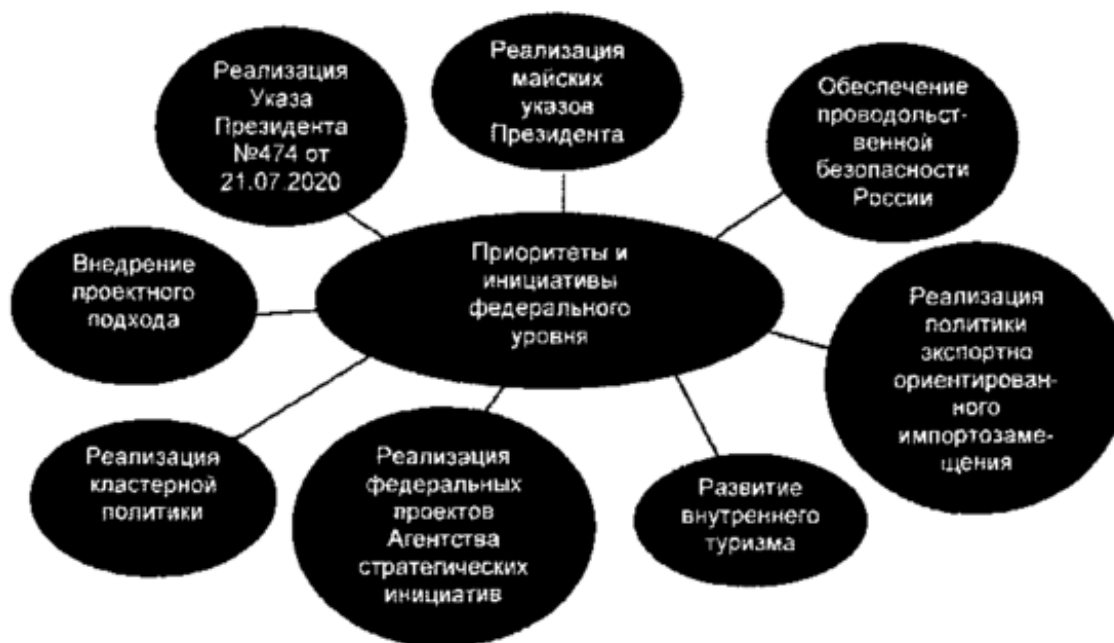 Реализация
Указа
Президента
№474 от
21.07.2020
Реализация
майских
указов
Президента
Обеспечение
проводольст-
венной
безопасности
России
Приоритеты и
инициативы
федерального
уровня
Внедрение
проектного
подхода
Реализация
политики
экспортно
ориентирован-
ного
импортозаме-
щения
Реализация
кластерной
политики
Реализация
федеральных
проектов
Агентства
стратегических
инициатив
Развитие
внутреннего
туризма